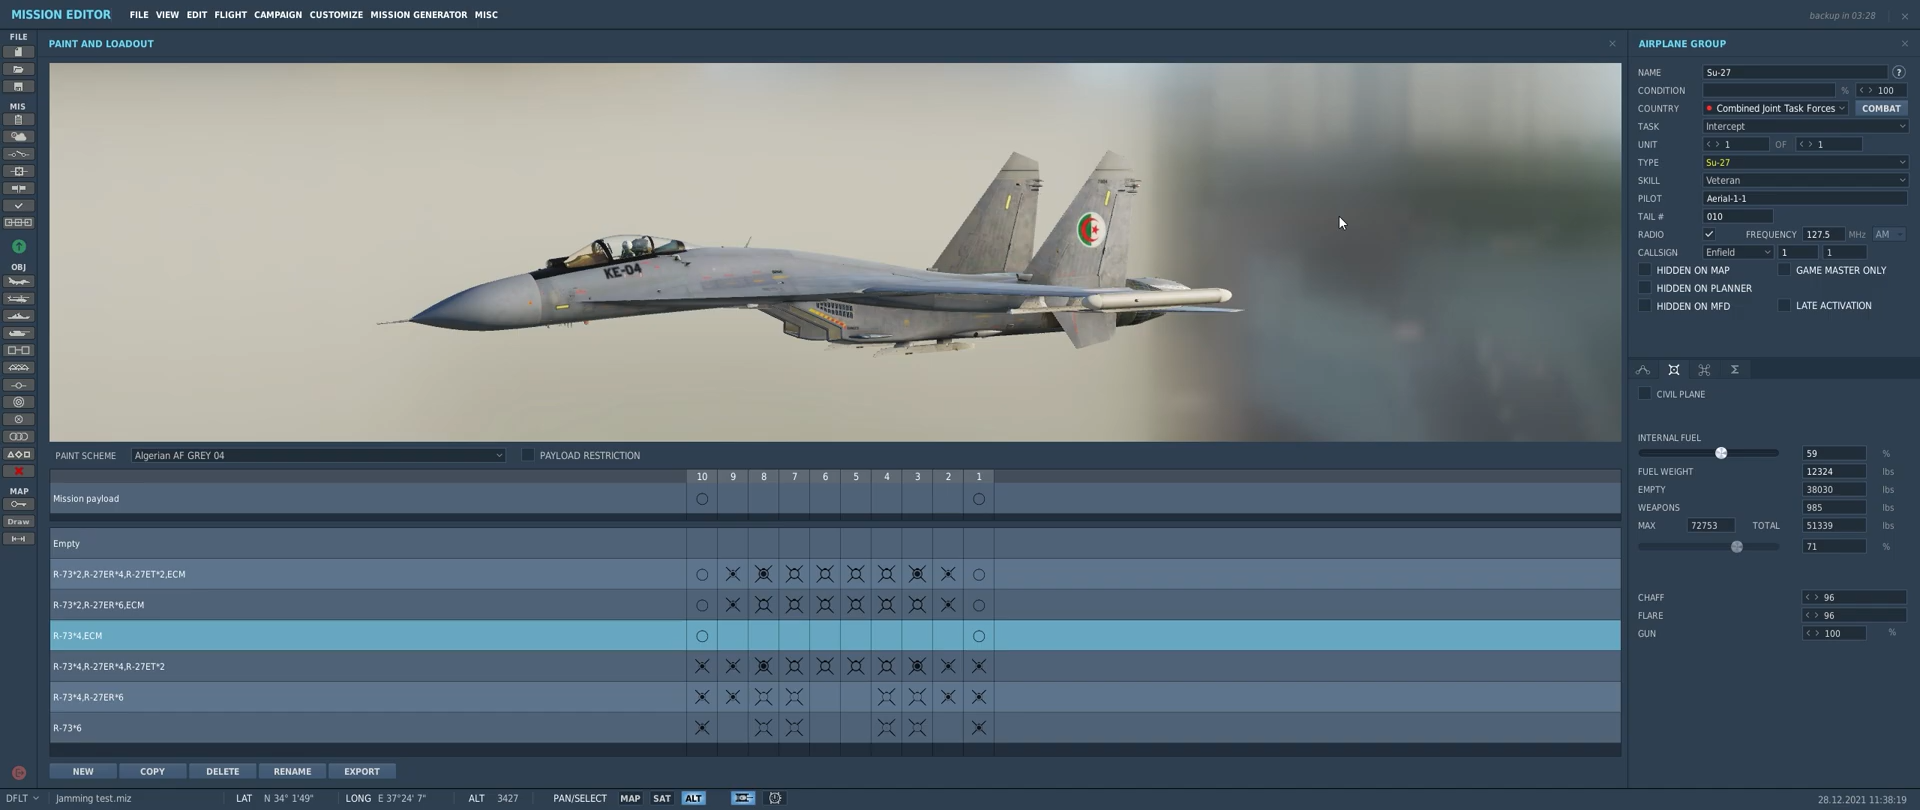 MISSION EDITOR FILE VIEW EDIT FLIGHT CAMPAIGN CUSTOMIZE MISSION GENERATOR MISC backup in 03:28
FILE
MIS
OBJ
MAP
Draw
PAINT AND LOADOUT
KE-04
PAINT SCHEME Algerian AF GREY 04 PAYLOAD RESTRICTION
10 9 8 7 6 5 4 3 2 1
Mission payload
Empty
R-73*2,R-27ER*4,R-27ET*2,ECM
R-73*2,R-27ER*6,ECM
R-73*4,ECM
R-73*4,R-27ER*4,R-27ET*2
R-73*4,R-27ER*6
R-73*6
NEW COPY DELETE RENAME EXPORT
AIRPLANE GROUP
NAME Su-27 ?
CONDITION % < > 100
COUNTRY Combined Joint Task Forces COMBAT
TASK Intercept
UNIT < > 1 OF < > 1
TYPE Su-27
SKILL Veteran
PILOT Aerial-1-1
TAIL # 010
RADIO FREQUENCY 127.5 MHz AM
CALLSIGN Enfield 1 1
HIDDEN ON MAP GAME MASTER ONLY
HIDDEN ON PLANNER
HIDDEN ON MFD LATE ACTIVATION
Σ
CIVIL PLANE
INTERNAL FUEL
59 %
FUEL WEIGHT 12324 lbs
EMPTY 38030 lbs
WEAPONS 985 lbs
MAX 72753 TOTAL 51339 lbs
71 %
CHAFF < > 96
FLARE < > 96
GUN < > 100 %
DFLT Jamming test.miz LAT N 34° 1'49" LONG E 37°24' 7" ALT 3427 PAN/SELECT MAP SAT ALT 28.12.2021 11:38:19